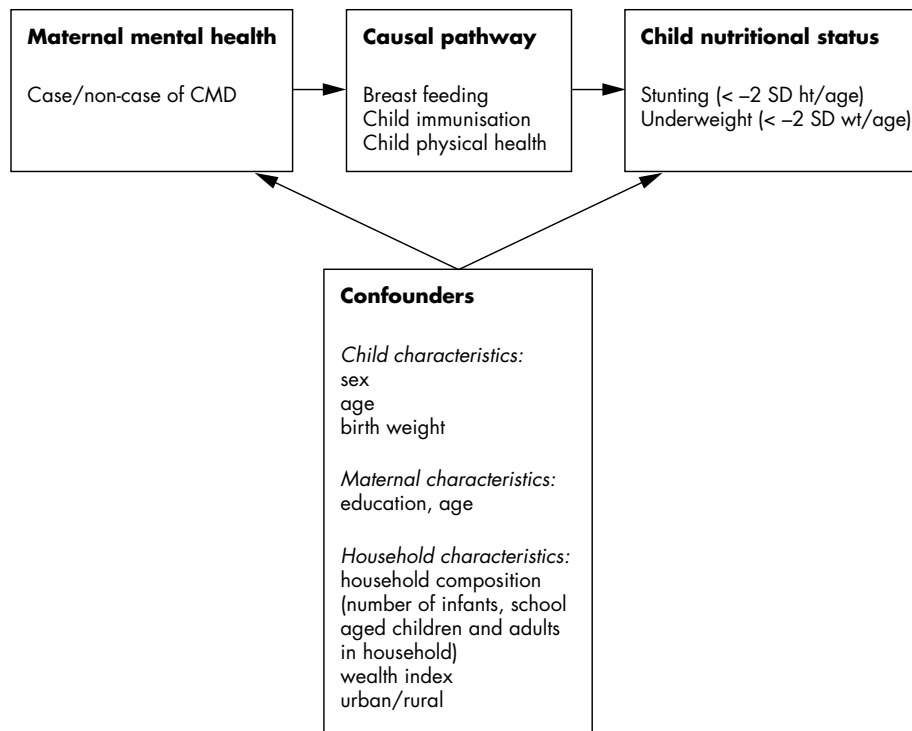 Maternal mental health
Case/non-case of CMD
Causal pathway
Breast feeding
Child immunisation
Child physical health
Child nutritional status
Stunting (< –2 SD ht/age)
Underweight (< –2 SD wt/age)
Confounders
Child characteristics:
sex
age
birth weight
Maternal characteristics:
education, age
Household characteristics:
household composition
(number of infants, school
aged children and adults
in household)
wealth index
urban/rural